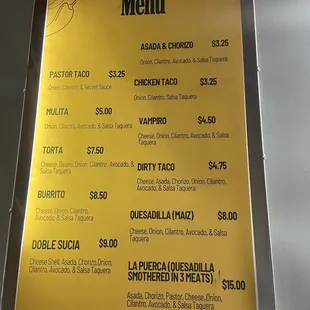 Menu
PASTOR TACO $3.25
Onion, Cilantro, & Secret Sauce
MULITA $5.00
Onion, Cilantro, Avocado, & Salsa Taquera
TORTA $7.50
Cheese, Beans, Onion, Cilantro, Avocado, &
Salsa Taquera
BURRITO $8.50
Cheese, Onion, Cilantro,
Avocado, & Salsa Taquera
DOBLE SUCIA $9.00
Cheese Shell, Asada, Chorizo, Onion,
Cilantro, Avocado, & Salsa Taquera
ASADA & CHORIZO $3.25
Onion, Cilantro, Avocado, & Salsa Taquera
CHICKEN TACO $3.25
Onion, Cilantro, Salsa Taquera
VAMPIRO $4.50
Cheese, Onion, Cilantro, Avocado, & Salsa
Taquera
DIRTY TACO $4.75
Cheese, Asada, Chorizo, Onion, Cilantro,
Avocado, & Salsa Taquera
QUESADILLA (MAIZ) $8.00
Cheese, Onion, Cilantro, Avocado, & Salsa
Taquera
LA PUERCA (QUESADILLA
SMOTHERED IN 3 MEATS) $15.00
Asada, Chorizo, Pastor, Cheese, Onion,
Cilantro, Avocado, & Salsa Taquera